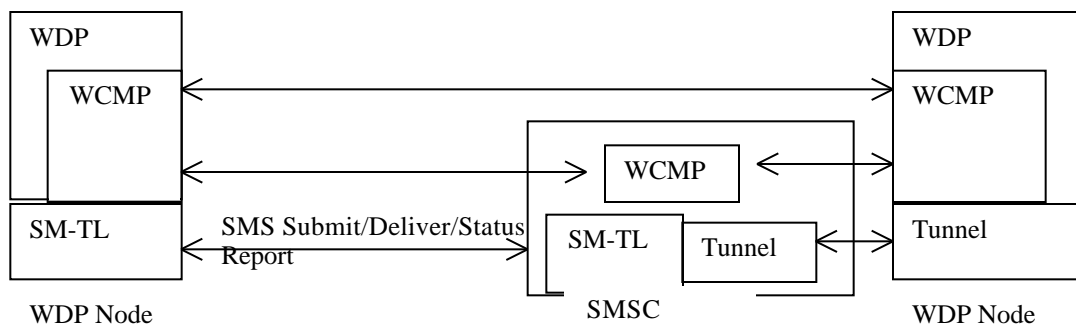 WDP
WDP
WCMP
WCMP
WCMP
SM-TL
SMS Submit/Deliver/Status
Report
SM-TL
Tunnel
Tunnel
WDP Node
SMSC
WDP Node